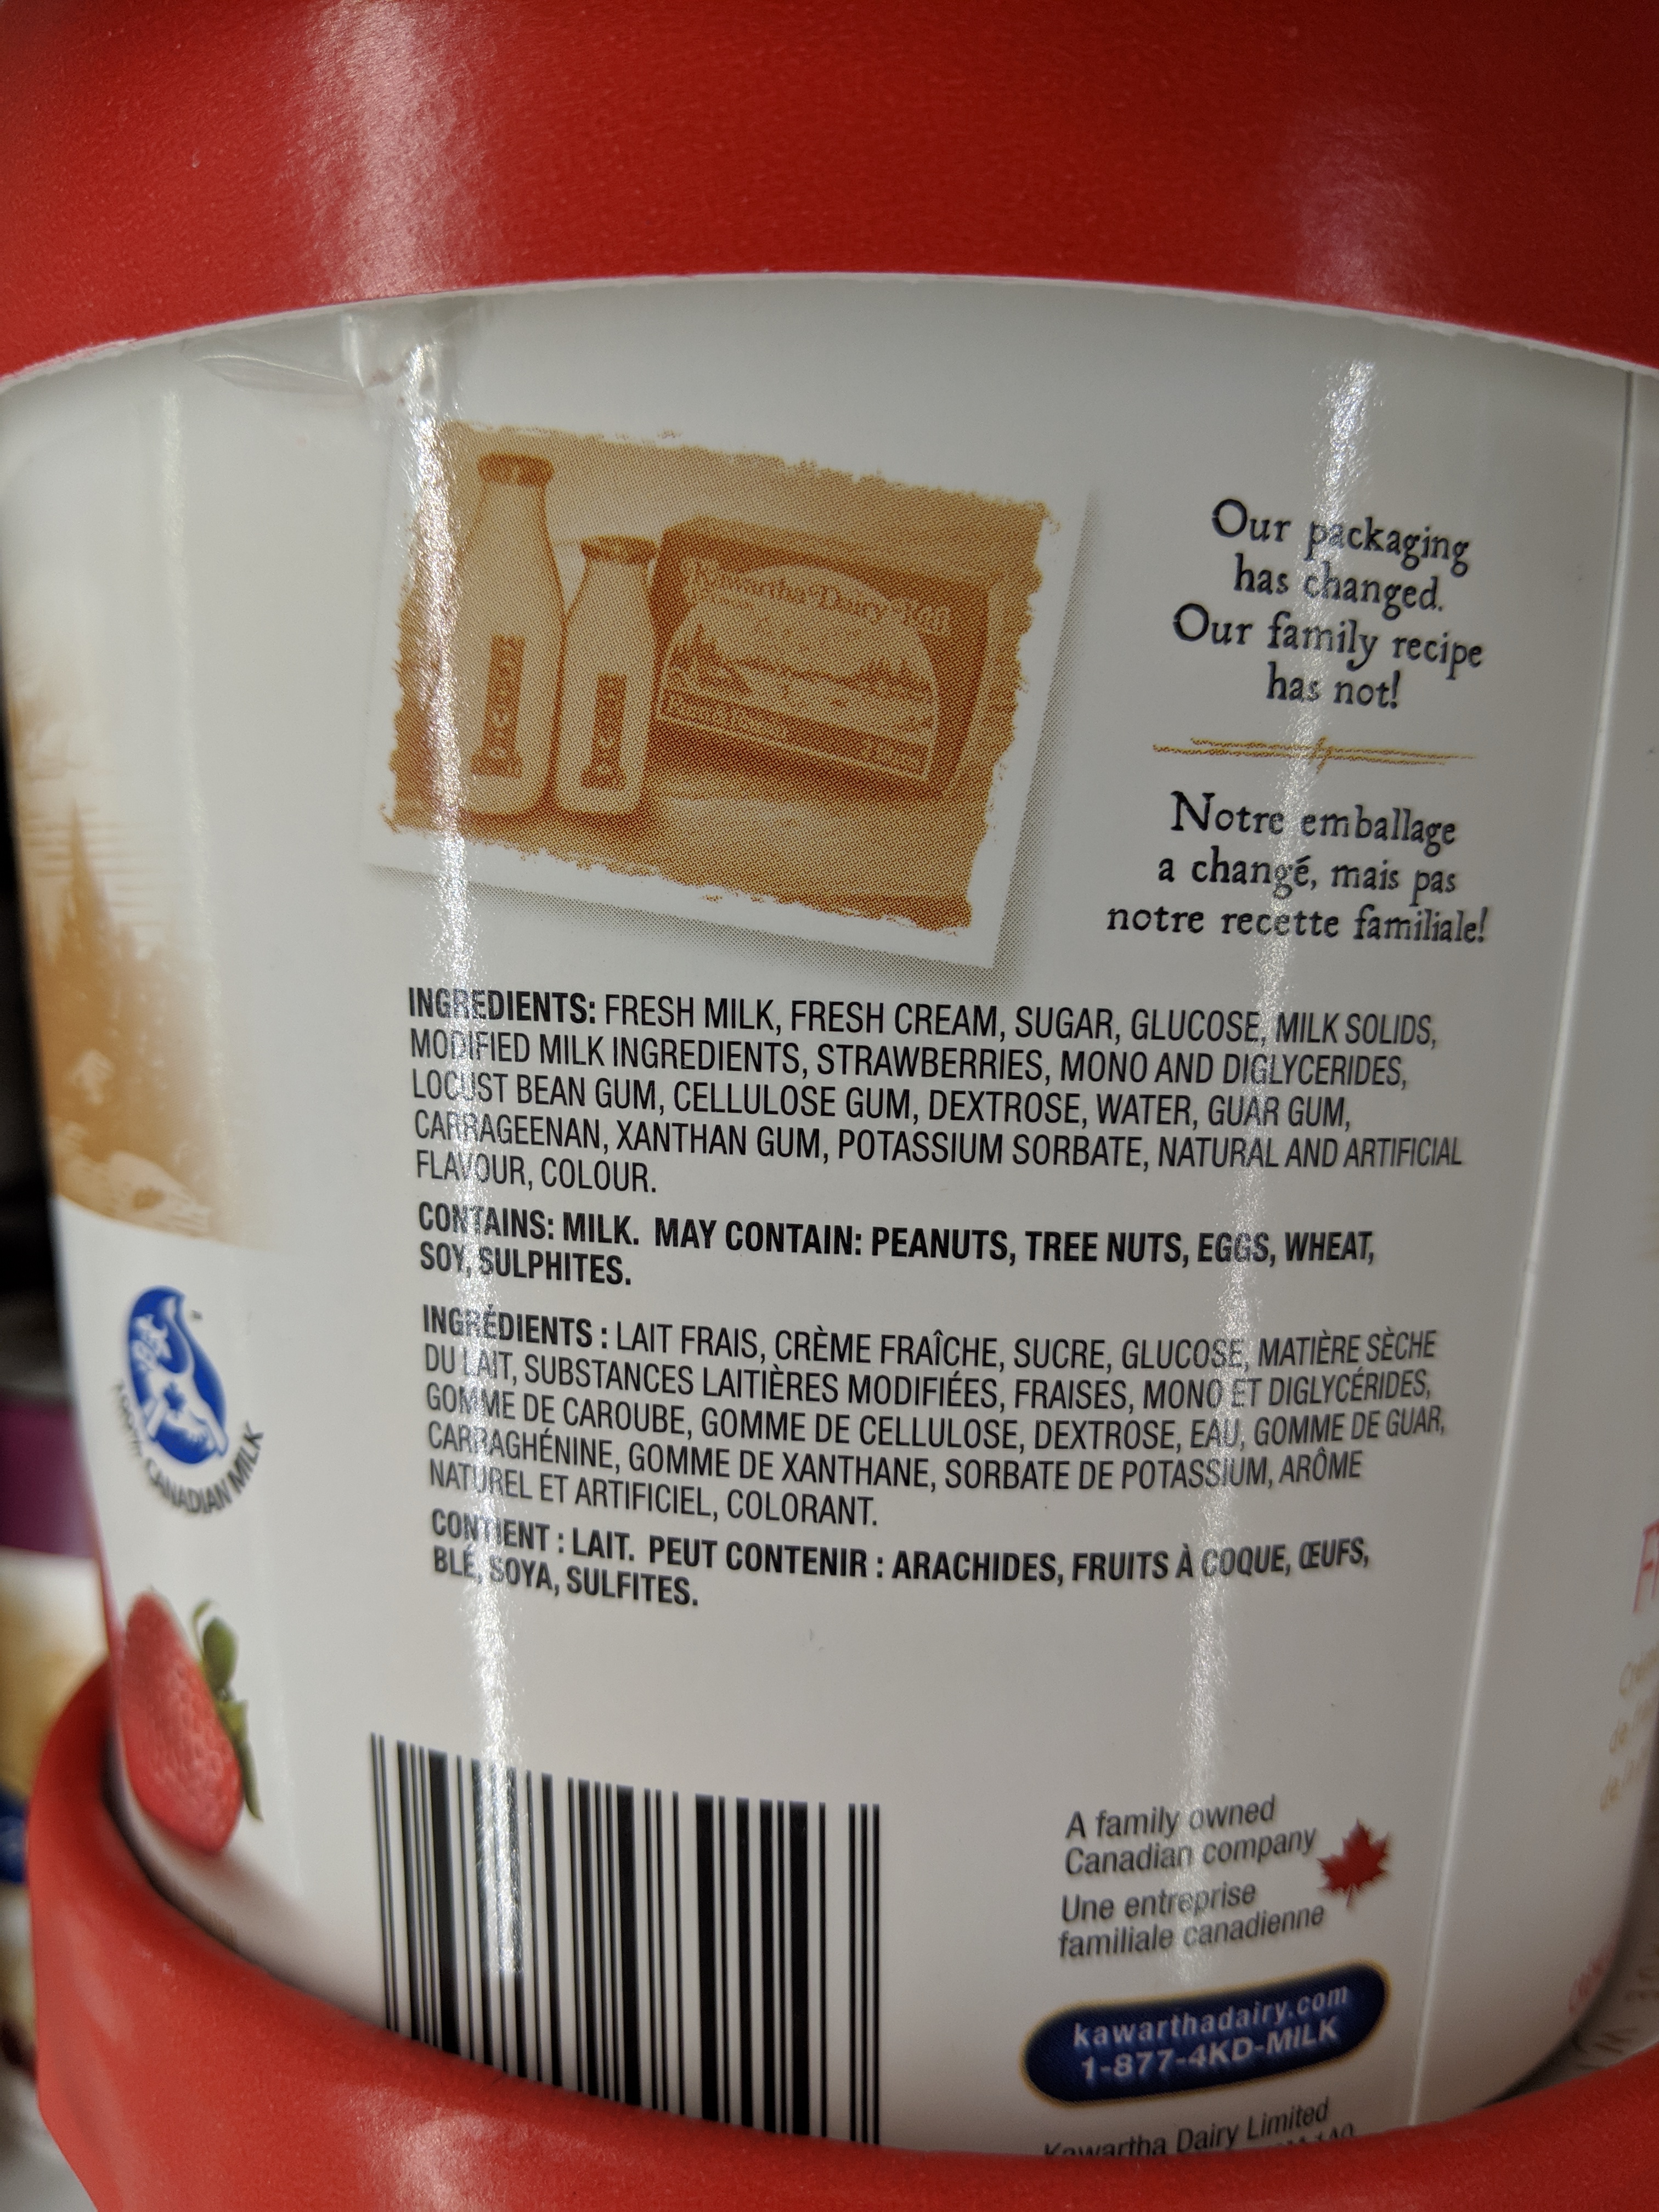 Kawartha Dairy
Our packaging
has changed.
Our family recipe
has not!
Notre emballage
a changé, mais pas
notre recette familiale!
INGREDIENTS: FRESH MILK, FRESH CREAM, SUGAR, GLUCOSE, MILK SOLIDS,
MODIFIED MILK INGREDIENTS, STRAWBERRIES, MONO AND DIGLYCERIDES,
LOCUST BEAN GUM, CELLULOSE GUM, DEXTROSE, WATER, GUAR GUM,
CARRAGEENAN, XANTHAN GUM, POTASSIUM SORBATE, NATURAL AND ARTIFICIAL
FLAVOUR, COLOUR.
CONTAINS: MILK. MAY CONTAIN: PEANUTS, TREE NUTS, EGGS, WHEAT,
SOY, SULPHITES.
INGRÉDIENTS : LAIT FRAIS, CRÈME FRAÎCHE, SUCRE, GLUCOSE, MATIÈRE SÈCHE
DU LAIT, SUBSTANCES LAITIÈRES MODIFIÉES, FRAISES, MONO ET DIGLYCÉRIDES,
GOMME DE CAROUBE, GOMME DE CELLULOSE, DEXTROSE, EAU, GOMME DE GUAR,
CARRAGHÉNINE, GOMME DE XANTHANE, SORBATE DE POTASSIUM, ARÔME
NATUREL ET ARTIFICIEL, COLORANT.
CONTIENT : LAIT. PEUT CONTENIR : ARACHIDES, FRUITS À COQUE, ŒUFS,
BLÉ, SOYA, SULFITES.
100% CANADIAN MILK
A family owned
Canadian company
Une entreprise
familiale canadienne
kawarthadairy.com
1-877-4KD-MILK
Kawartha Dairy Limited